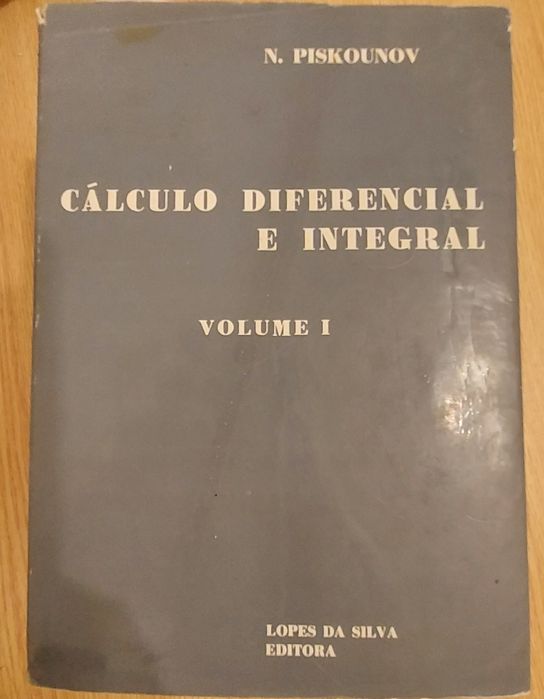 N. PISKOUNOV
CÁLCULO DIFERENCIAL
E INTEGRAL
VOLUME I
LOPES DA SILVA
EDITORA